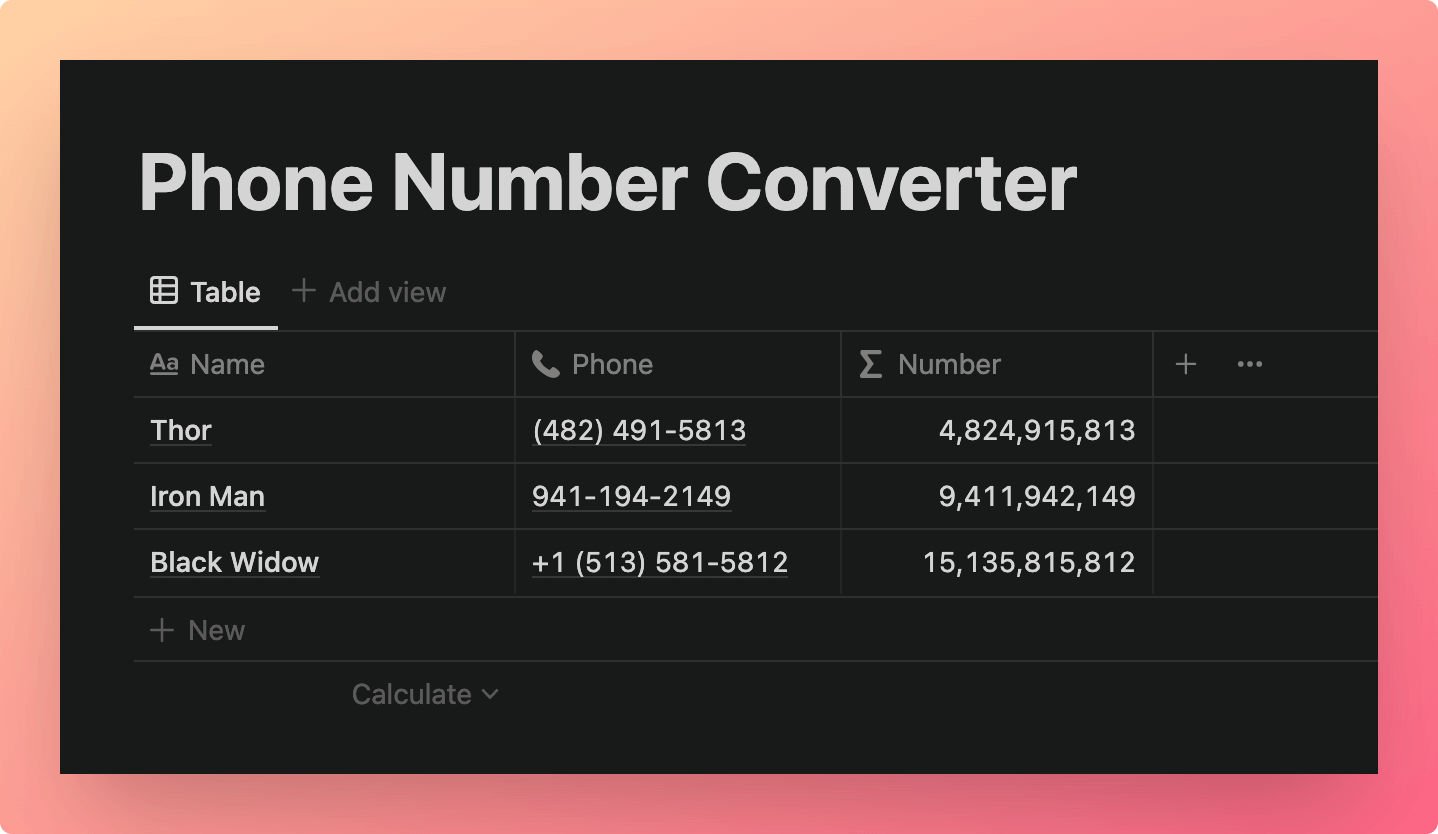 Phone Number Converter
Table + Add view
Aa Name Phone Σ Number + ...
Thor (482) 491-5813 4,824,915,813
Iron Man 941-194-2149 9,411,942,149
Black Widow +1 (513) 581-5812 15,135,815,812
+ New
Calculate